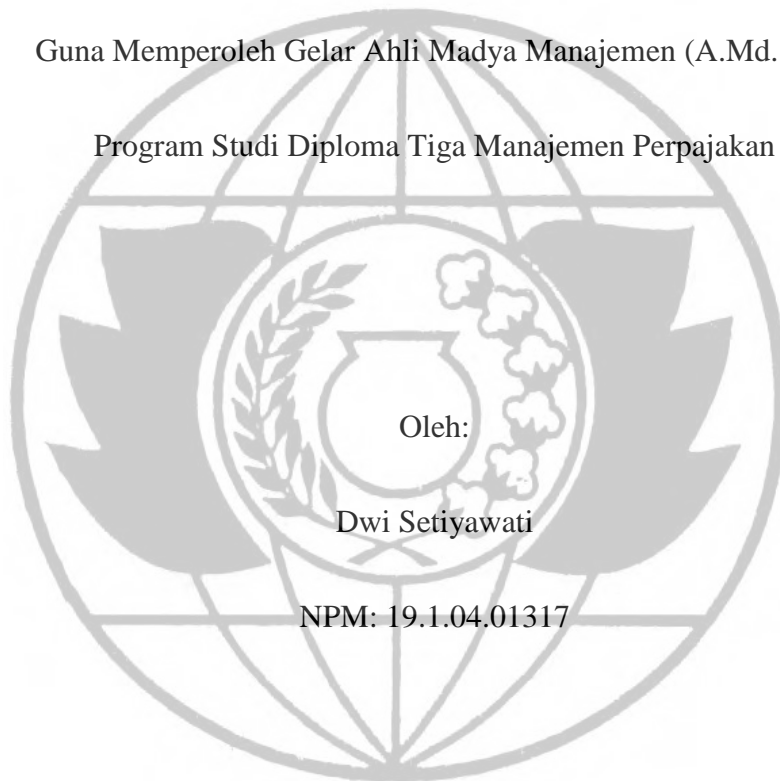 Guna Memperoleh Gelar Ahli Madya Manajemen (A.Md.
Program Studi Diploma Tiga Manajemen Perpajakan
Oleh:
Dwi Setiyawati
NPM: 19.1.04.01317